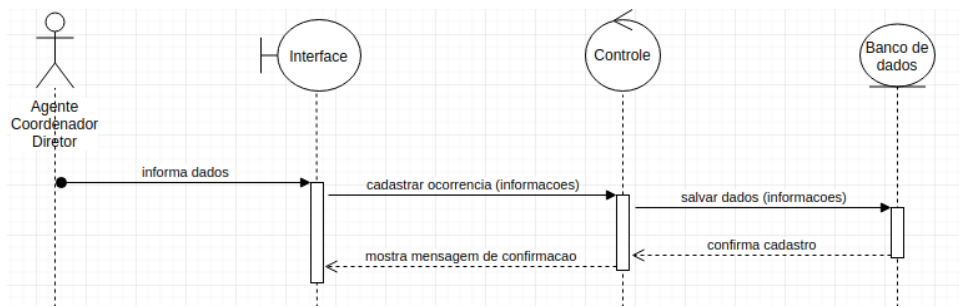 Interface
Controle
Banco de
dados
Agente
Coordenador
Diretor
informa dados
cadastrar ocorrencia (informacoes)
salvar dados (informacoes)
confirma cadastro
mostra mensagem de confirmacao